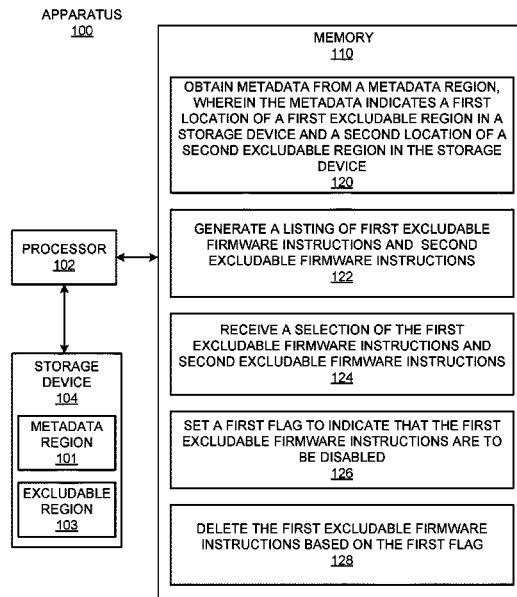 APPARATUS
100
MEMORY
110
OBTAIN METADATA FROM A METADATA REGION,
WHEREIN THE METADATA INDICATES A FIRST
LOCATION OF A FIRST EXCLUDABLE REGION IN A
STORAGE DEVICE AND A SECOND LOCATION OF A
SECOND EXCLUDABLE REGION IN THE STORAGE
DEVICE
120
GENERATE A LISTING OF FIRST EXCLUDABLE
FIRMWARE INSTRUCTIONS AND SECOND
EXCLUDABLE FIRMWARE INSTRUCTIONS
122
RECEIVE A SELECTION OF THE FIRST
EXCLUDABLE FIRMWARE INSTRUCTIONS AND
SECOND EXCLUDABLE FIRMWARE INSTRUCTIONS
124
SET A FIRST FLAG TO INDICATE THAT THE FIRST
EXCLUDABLE FIRMWARE INSTRUCTIONS ARE TO
BE DISABLED
126
DELETE THE FIRST EXCLUDABLE FIRMWARE
INSTRUCTIONS BASED ON THE FIRST FLAG
128
PROCESSOR
102
STORAGE
DEVICE
104
METADATA
REGION
101
EXCLUDABLE
REGION
103